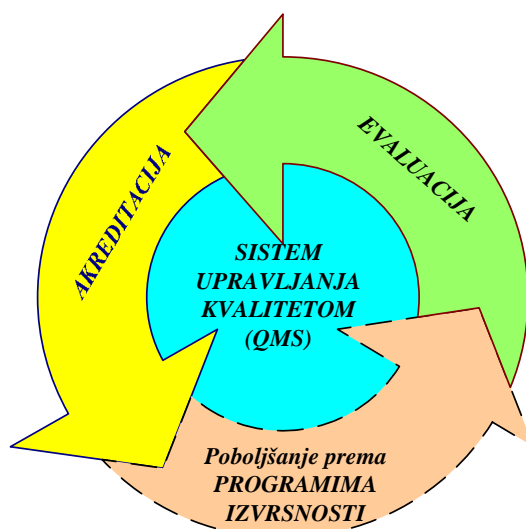 EVALUACIJA
AKREDITACIJA
SISTEM
UPRAVLJANJA
KVALITETOM
(QMS)
Poboljšanje prema
PROGRAMIMA
IZVRSNOSTI